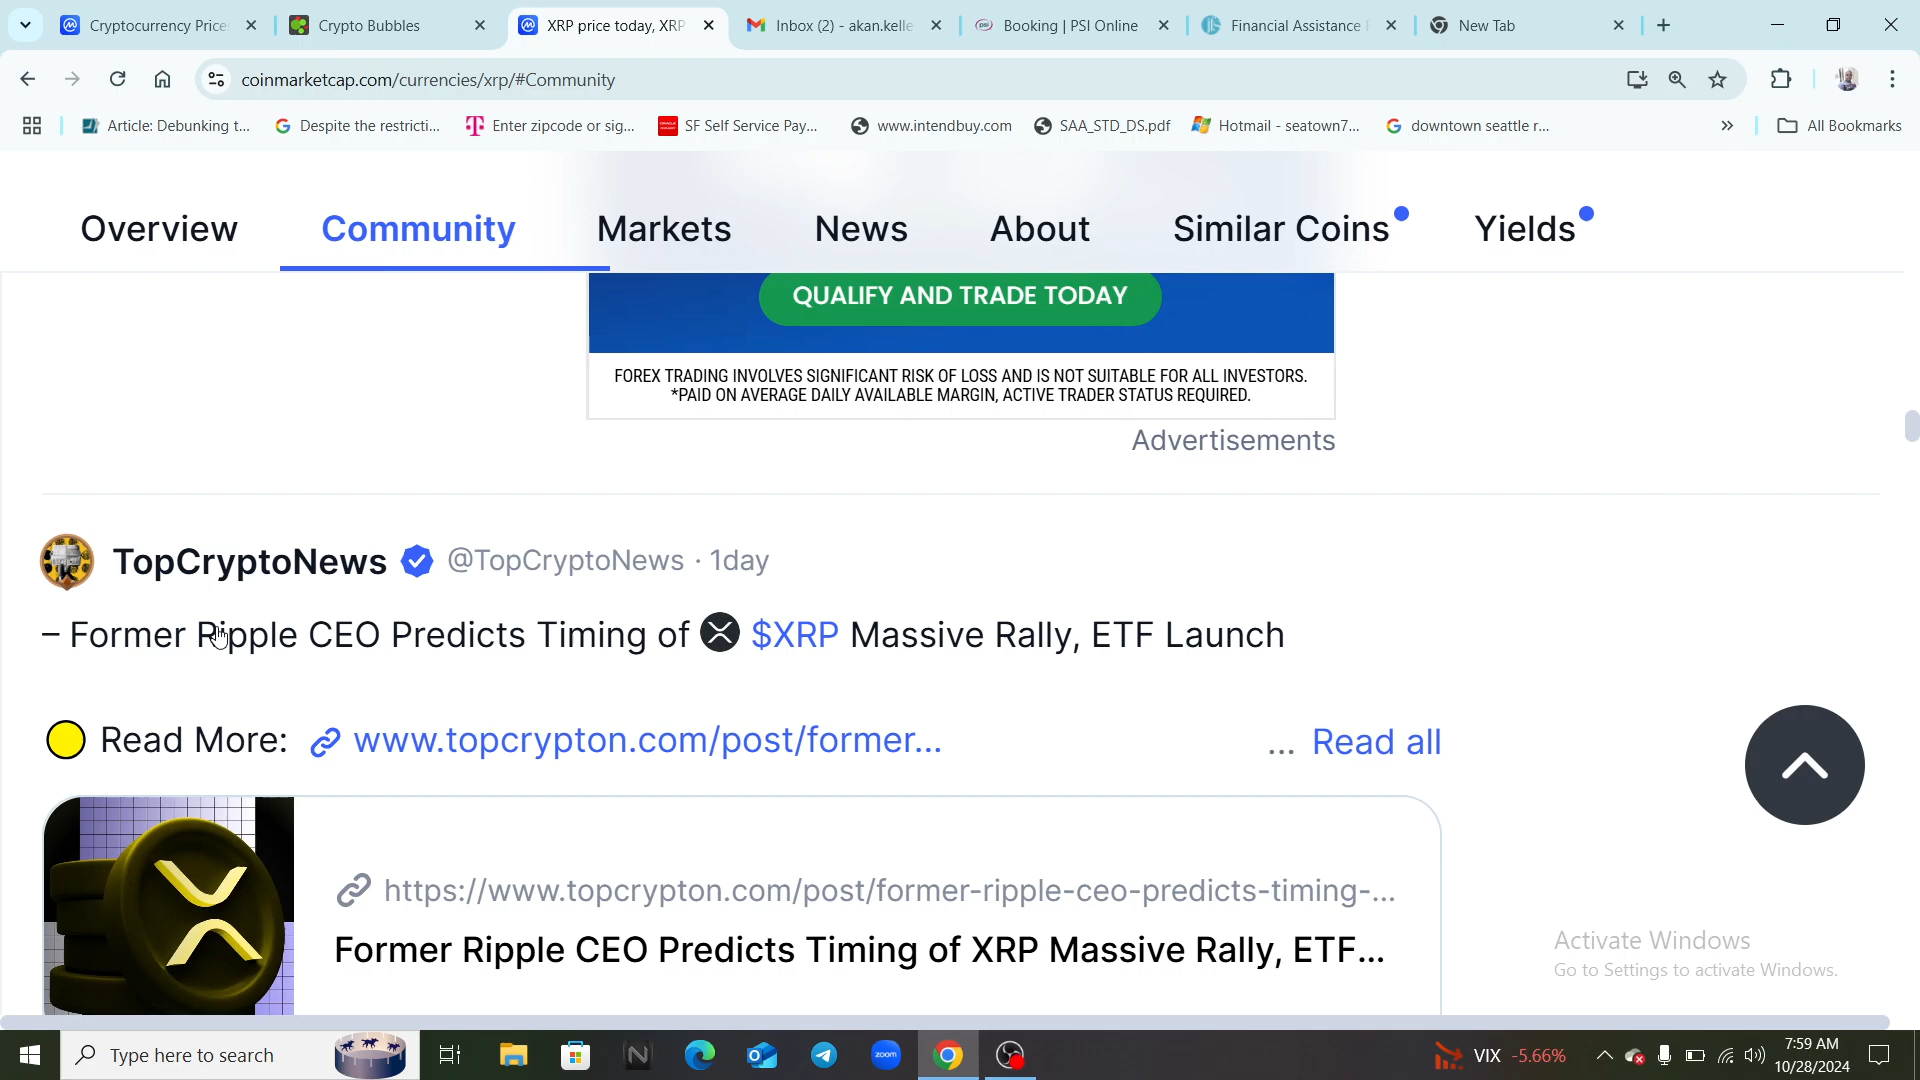 Cryptocurrency Price
Crypto Bubbles
XRP price today, XRP
Inbox (2) - akan.kelle
Booking | PSI Online
Financial Assistance
New Tab
coinmarketcap.com/currencies/xrp/#Community
Article: Debunking t...
Despite the restricti...
Enter zipcode or sig...
SF Self Service Pay...
www.intendbuy.com
SAA_STD_DS.pdf
Hotmail - seatown7...
downtown seattle r...
All Bookmarks
Overview
Community
Markets
News
About
Similar Coins
Yields
QUALIFY AND TRADE TODAY
FOREX TRADING INVOLVES SIGNIFICANT RISK OF LOSS AND IS NOT SUITABLE FOR ALL INVESTORS.
*PAID ON AVERAGE DAILY AVAILABLE MARGIN, ACTIVE TRADER STATUS REQUIRED.
Advertisements
TopCryptoNews @TopCryptoNews · 1day
– Former Ripple CEO Predicts Timing of $XRP Massive Rally, ETF Launch
Read More: www.topcrypton.com/post/former...
... Read all
https://www.topcrypton.com/post/former-ripple-ceo-predicts-timing-...
Former Ripple CEO Predicts Timing of XRP Massive Rally, ETF...
Activate Windows
Go to Settings to activate Windows.
Type here to search
zoom
VIX -5.66%
7:59 AM
10/28/2024